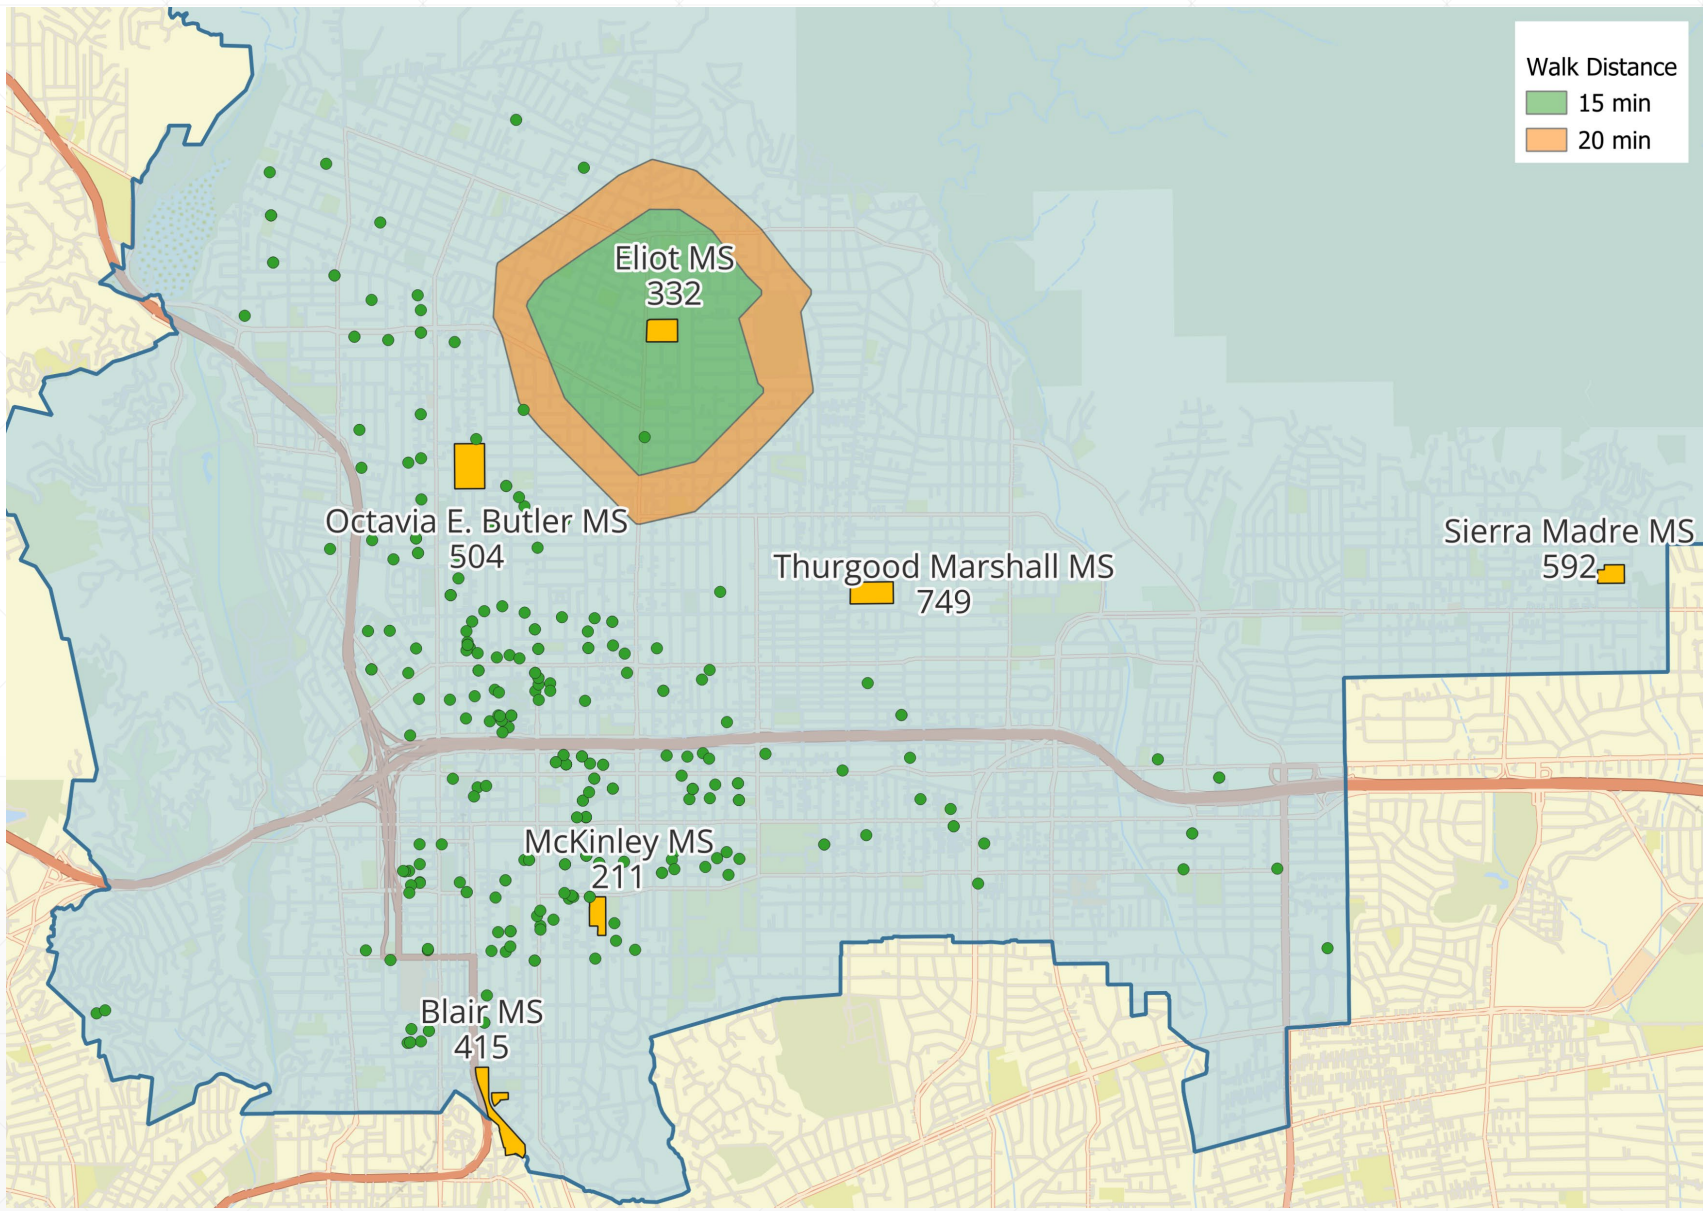 Walk Distance
15 min
20 min
Eliot MS
332
Octavia E. Butler MS
504
Thurgood Marshall MS
749
Sierra Madre MS
592
McKinley MS
211
Blair MS
415